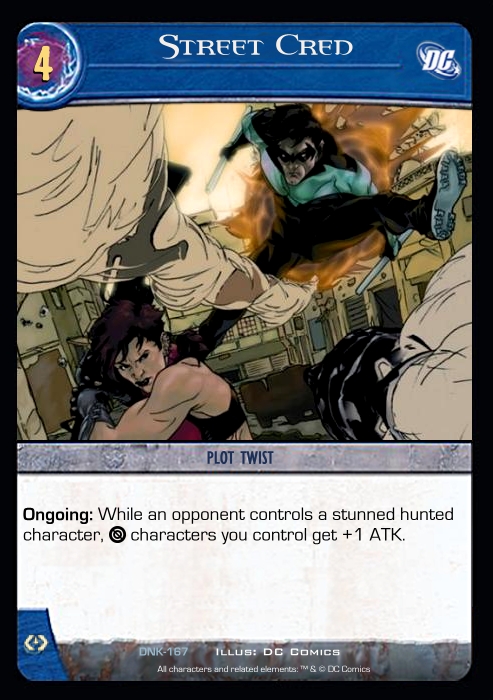 4
STREET CRED
DC
PLOT TWIST
Ongoing: While an opponent controls a stunned hunted
character, characters you control get +1 ATK.
DNK-167 ILLUS: DC COMICS
All characters and related elements: ™ & © DC Comics